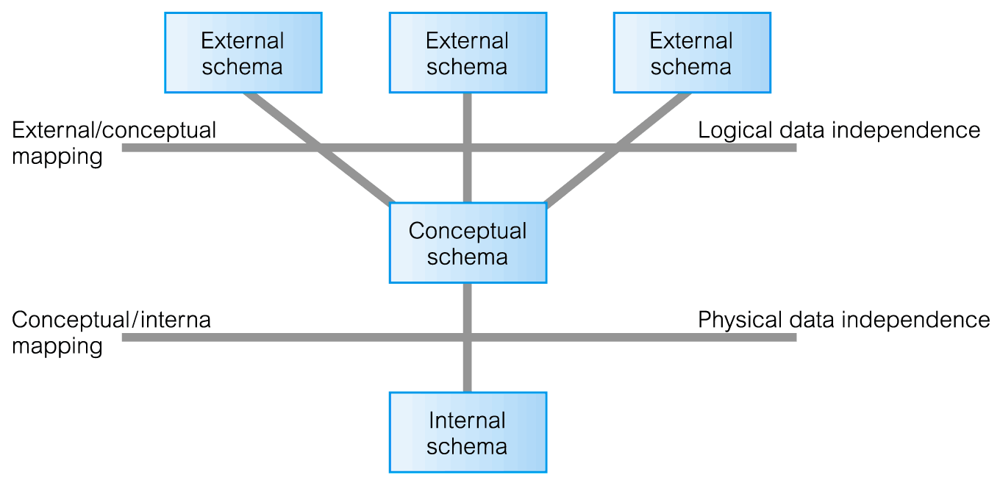 External
schema
External
schema
External
schema
External/conceptual
mapping
Logical data independence
Conceptual
schema
Conceptual/interna
mapping
Physical data independence
Internal
schema